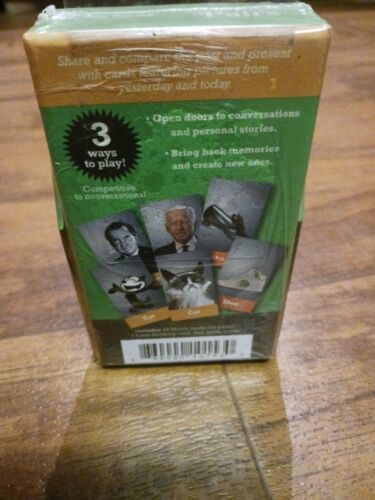 Share and compare the past and present
with cards featuring pictures from
yesterday and today.
3
ways to
play!
Competitive
to conversational
• Open doors to conversations
and personal stories.
• Bring back memories
and create new ones.
Cat
Cat
Shoe